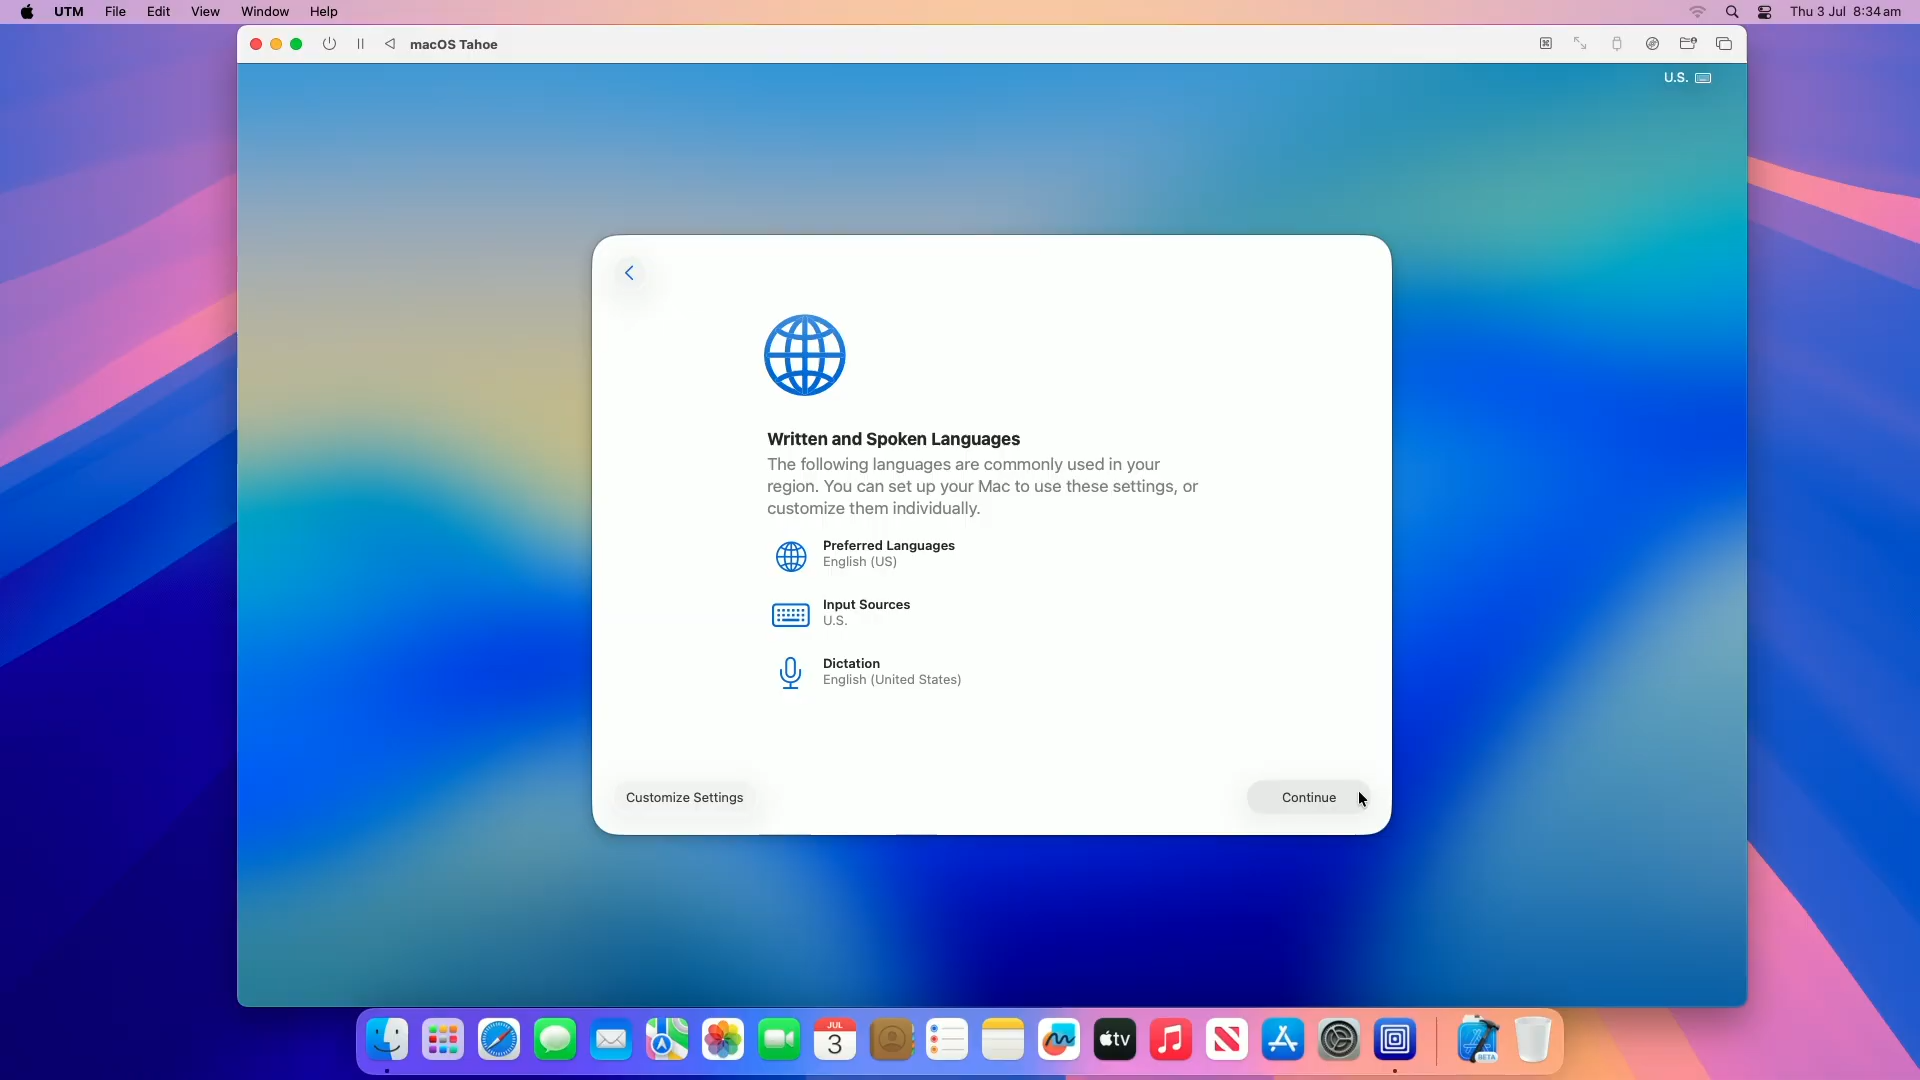 UTM File Edit View Window Help
Thu 3 Jul 8:34 am
macOS Tahoe
U.S.
Written and Spoken Languages
The following languages are commonly used in your
region. You can set up your Mac to use these settings, or
customize them individually.
Preferred Languages
English (US)
Input Sources
U.S.
Dictation
English (United States)
Customize Settings
Continue
JUL
3
tv
BETA